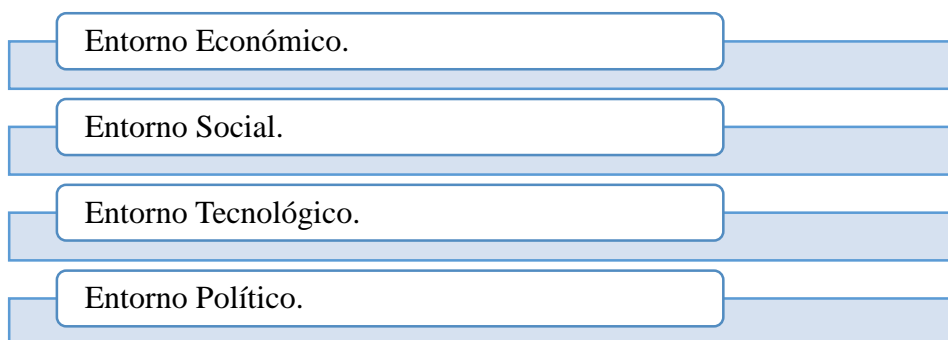 Entorno Económico.
Entorno Social.
Entorno Tecnológico.
Entorno Político.